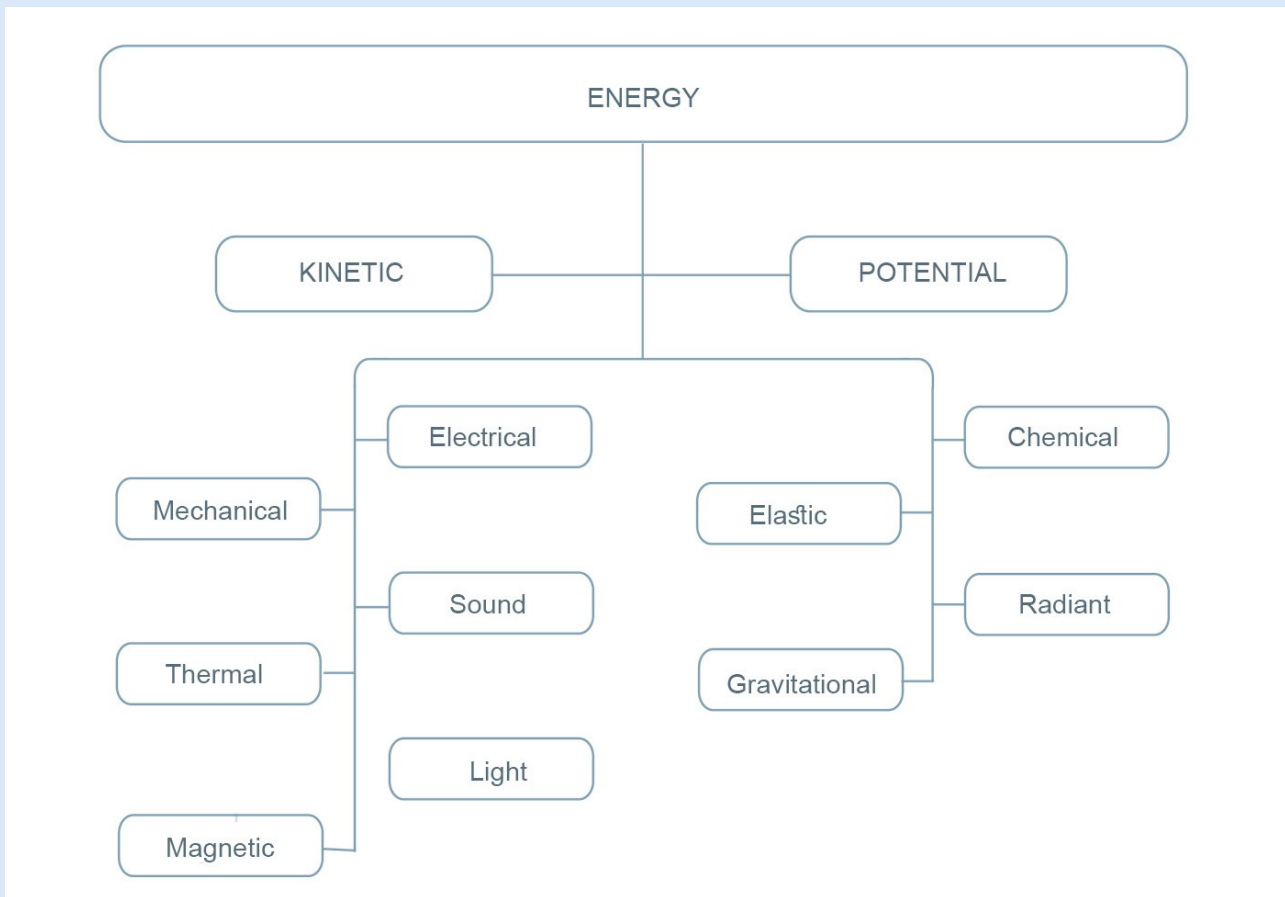 ENERGY
KINETIC
POTENTIAL
Electrical
Mechanical
Sound
Thermal
Light
Magnetic
Chemical
Elastic
Radiant
Gravitational